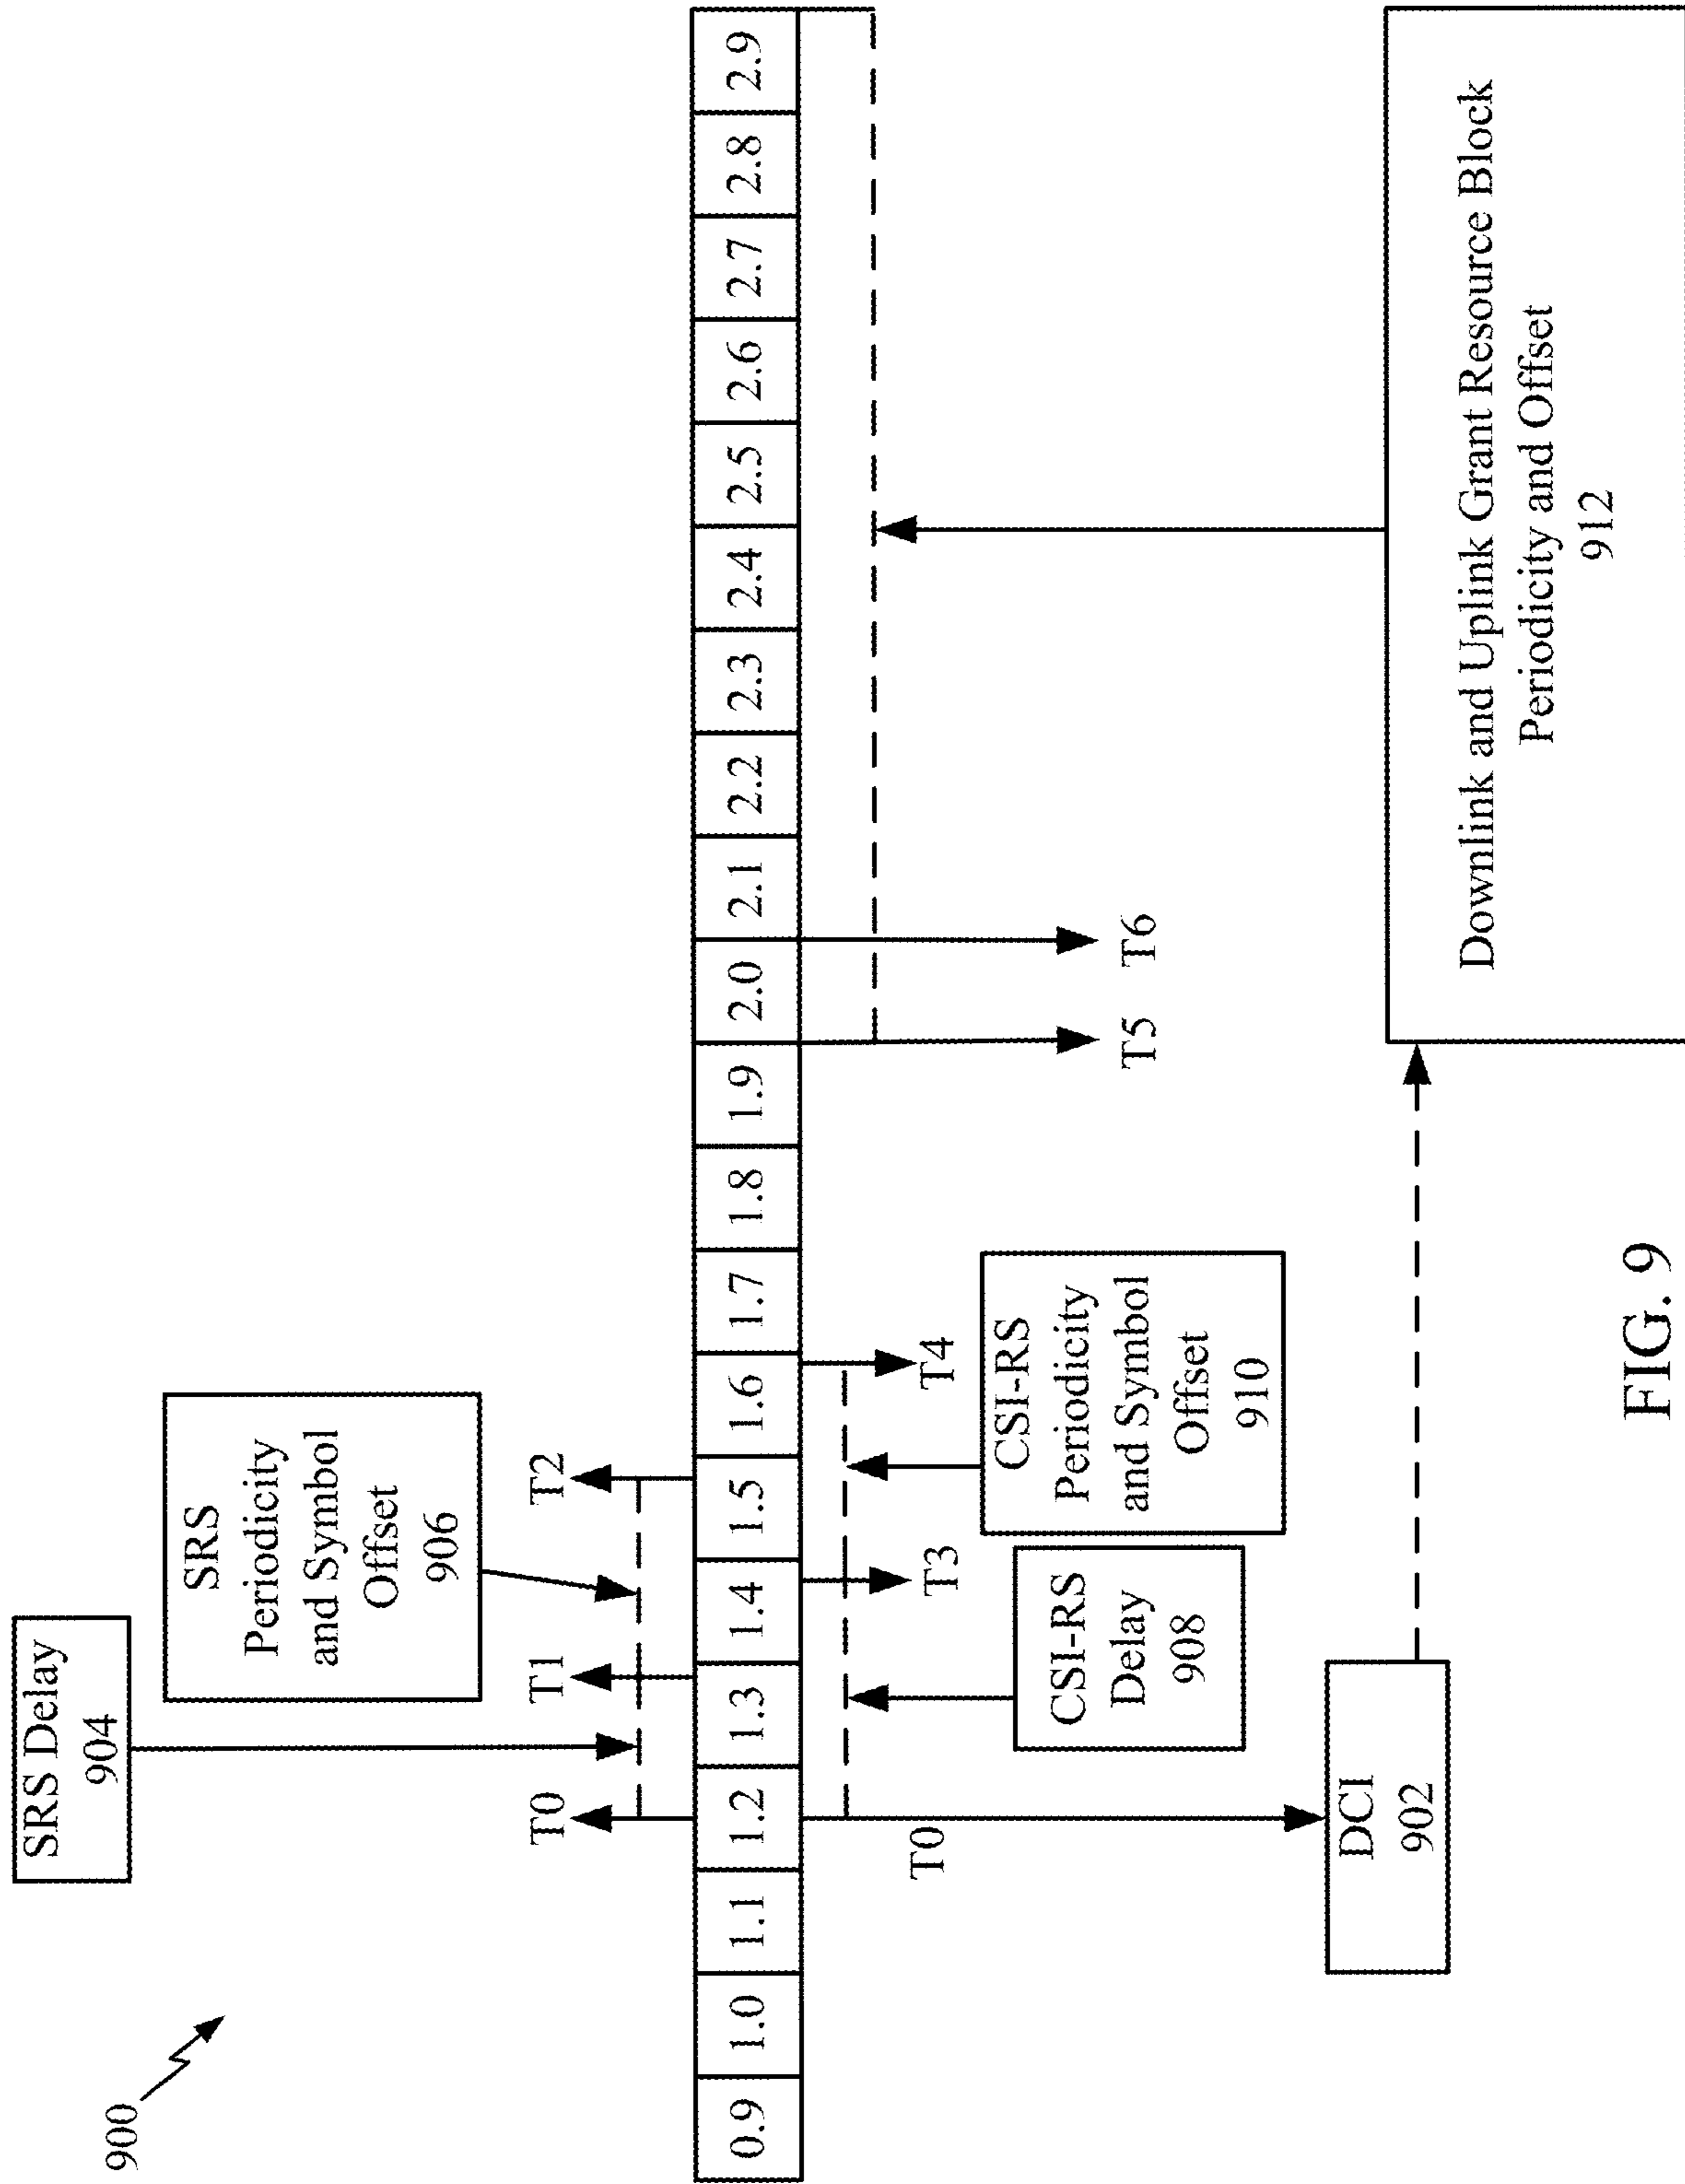 900
SRS Delay
904
SRS
Periodicity
and Symbol
Offset
906
T0
T1
T2
0.9 1.0 1.1 1.2 1.3 1.4 1.5 1.6 1.7 1.8 1.9 2.0 2.1 2.2 2.3 2.4 2.5 2.6 2.7 2.8 2.9
T0
T3
T4
T5
T6
CSI-RS
Delay
908
CSI-RS
Periodicity
and Symbol
Offset
910
DCI
902
Downlink and Uplink Grant Resource Block
Periodicity and Offset
912
FIG. 9